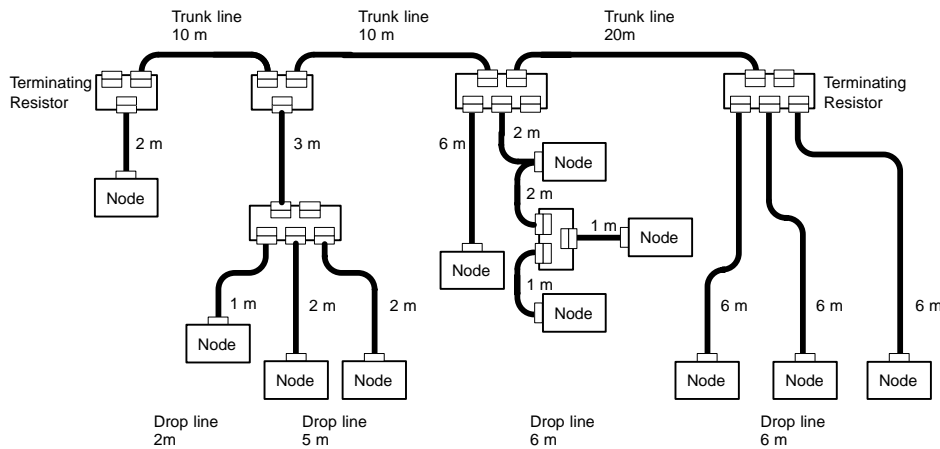 Trunk line
10 m
Trunk line
10 m
Trunk line
20m
Terminating
Resistor
Terminating
Resistor
2 m
3 m
6 m
2 m
Node
2 m
Node
1 m
Node
Node
1 m
Node
1 m
2 m
2 m
6 m
6 m
6 m
Node
Node
Node
Node
Node
Node
Drop line
2m
Drop line
5 m
Drop line
6 m
Drop line
6 m